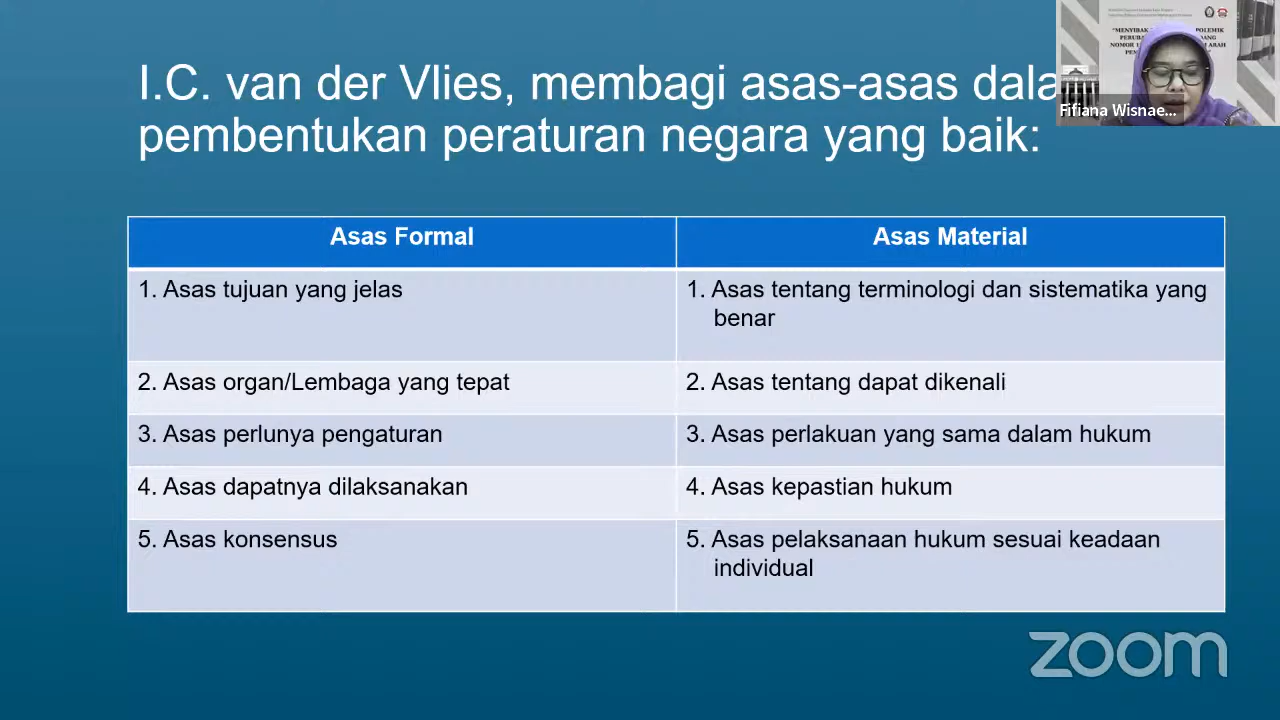 I.C. van der Vlies, membagi asas-asas dala
pembentukan peraturan negara yang baik:
Fifiana Wisnae...
Asas Formal
Asas Material
1. Asas tujuan yang jelas
1. Asas tentang terminologi dan sistematika yang
benar
2. Asas organ/Lembaga yang tepat
2. Asas tentang dapat dikenali
3. Asas perlunya pengaturan
3. Asas perlakuan yang sama dalam hukum
4. Asas dapatnya dilaksanakan
4. Asas kepastian hukum
5. Asas konsensus
5. Asas pelaksanaan hukum sesuai keadaan
individual
zoom